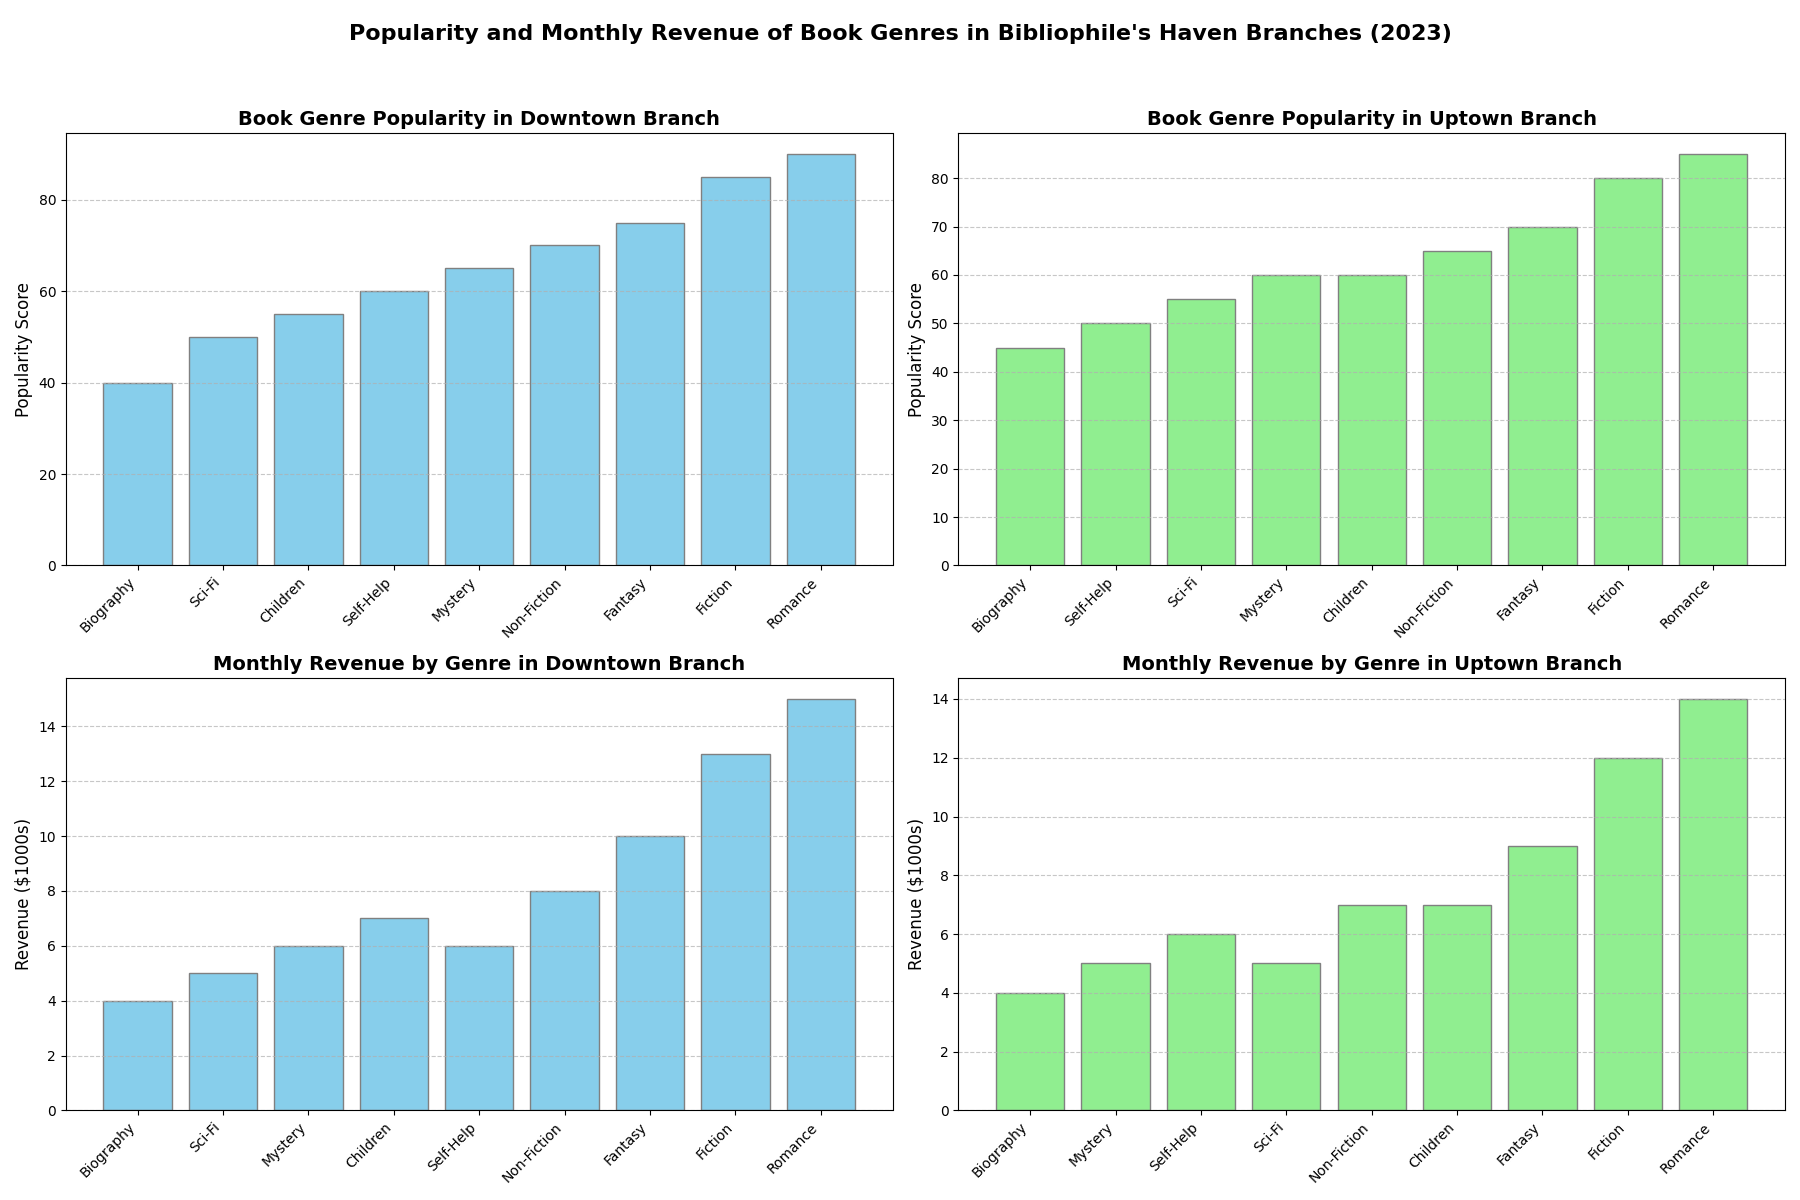 Popularity and Monthly Revenue of Book Genres in Bibliophile's Haven Branches (2023)
Book Genre Popularity in Downtown Branch
Popularity Score
80
60
40
20
0
Biography
Sci-Fi
Children
Self-Help
Mystery
Non-Fiction
Fantasy
Fiction
Romance
Book Genre Popularity in Uptown Branch
Popularity Score
80
70
60
50
40
30
20
10
0
Biography
Self-Help
Sci-Fi
Mystery
Children
Non-Fiction
Fantasy
Fiction
Romance
Monthly Revenue by Genre in Downtown Branch
Revenue ($1000s)
14
12
10
8
6
4
2
0
Biography
Sci-Fi
Mystery
Children
Self-Help
Non-Fiction
Fantasy
Fiction
Romance
Monthly Revenue by Genre in Uptown Branch
Revenue ($1000s)
14
12
10
8
6
4
2
0
Biography
Mystery
Self-Help
Sci-Fi
Non-Fiction
Children
Fantasy
Fiction
Romance